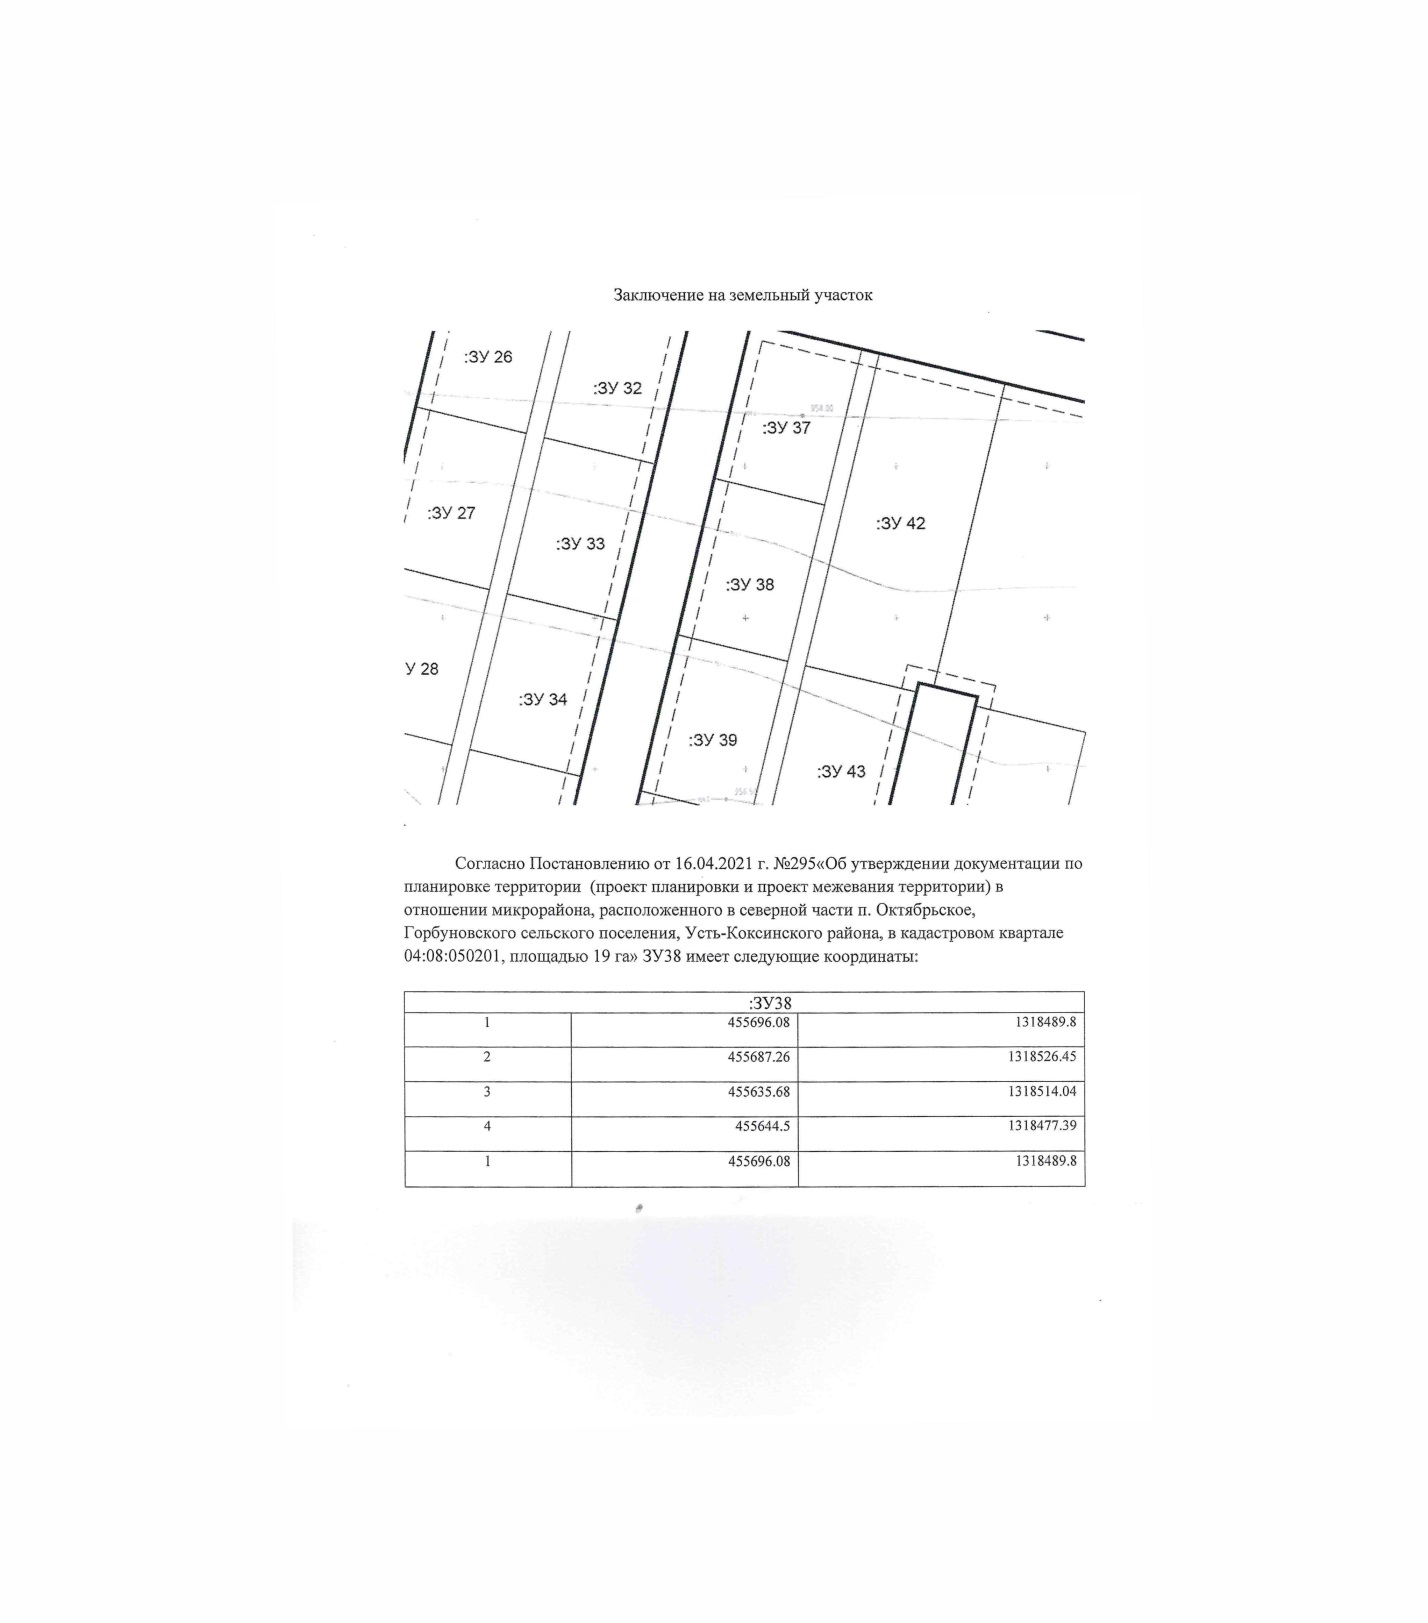 Заключение на земельный участок
:ЗУ 26
:ЗУ 32
:ЗУ 37
:ЗУ 27
:ЗУ 33
:ЗУ 42
:ЗУ 38
У 28
:ЗУ 34
:ЗУ 39
:ЗУ 43
Согласно Постановлению от 16.04.2021 г. №295«Об утверждении документации по
планировке территории (проект планировки и проект межевания территории) в
отношении микрорайона, расположенного в северной части п. Октябрьское,
Горбуновского сельского поселения, Усть-Коксинского района, в кадастровом квартале
04:08:050201, площадью 19 га» ЗУ38 имеет следующие координаты:
:ЗУ38
1 455696.08 1318489.8
2 455687.26 1318526.45
3 455635.68 1318514.04
4 455644.5 1318477.39
1 455696.08 1318489.8